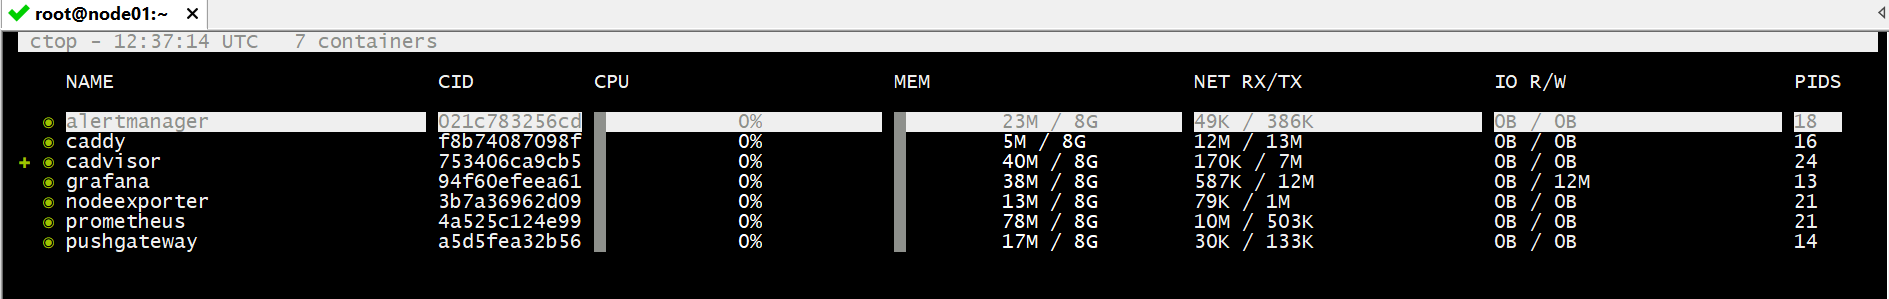 root@node01:~ ×
ctop - 12:37:14 UTC 7 containers
NAME CID CPU MEM NET RX/TX IO R/W PIDS
◉ alertmanager 021c783256cd 0% 23M / 8G 49K / 386K 0B / 0B 18
◉ caddy f8b74087098f 0% 5M / 8G 12M / 13M 0B / 0B 16
+ ◉ cadvisor 753406ca9cb5 0% 40M / 8G 170K / 7M 0B / 0B 24
◉ grafana 94f60efeea61 0% 38M / 8G 587K / 12M 0B / 12M 13
◉ nodeexporter 3b7a36962d09 0% 13M / 8G 79K / 1M 0B / 0B 21
◉ prometheus 4a525c124e99 0% 78M / 8G 10M / 503K 0B / 0B 21
◉ pushgateway a5d5fea32b56 0% 17M / 8G 30K / 133K 0B / 0B 14